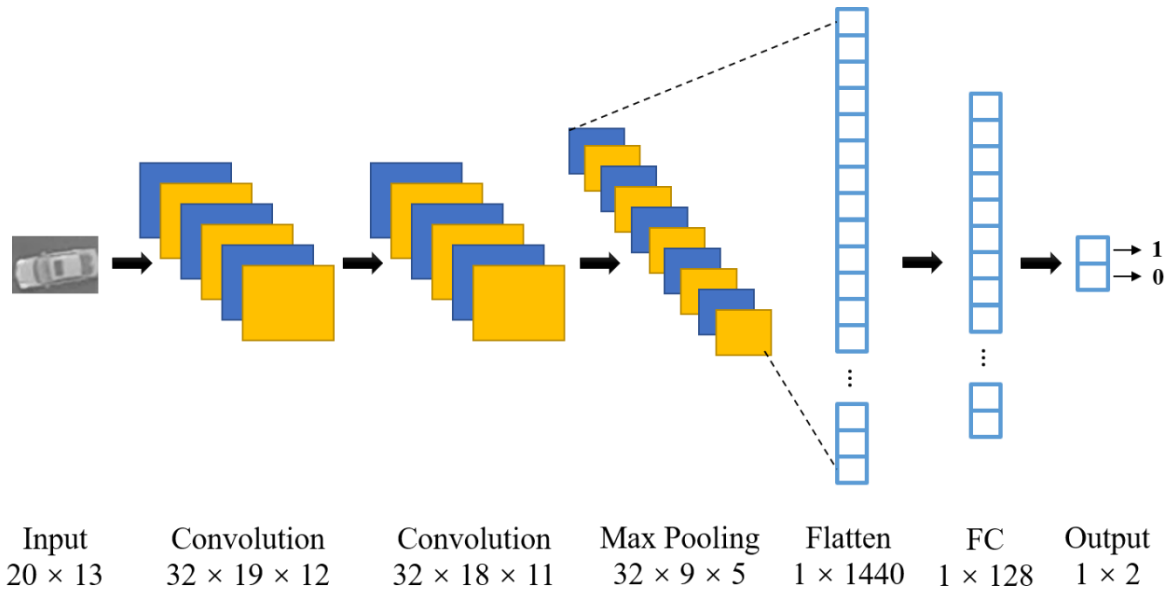 1
0
⋮
⋮
Input
20 × 13
Convolution
32 × 19 × 12
Convolution
32 × 18 × 11
Max Pooling
32 × 9 × 5
Flatten
1 × 1440
FC
1 × 128
Output
1 × 2